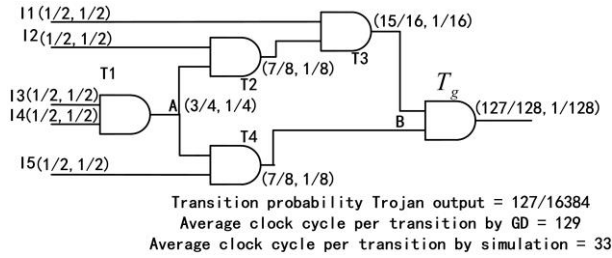 I1(1/2, 1/2)
(15/16, 1/16)
I2(1/2, 1/2)
T3
T1
T2
(7/8, 1/8)
Tg
I3(1/2, 1/2)
A (3/4, 1/4)
I4(1/2, 1/2)
(127/128, 1/128)
B
T4
I5(1/2, 1/2)
(7/8, 1/8)
Transition probability Trojan output = 127/16384
Average clock cycle per transition by GD = 129
Average clock cycle per transition by simulation = 33